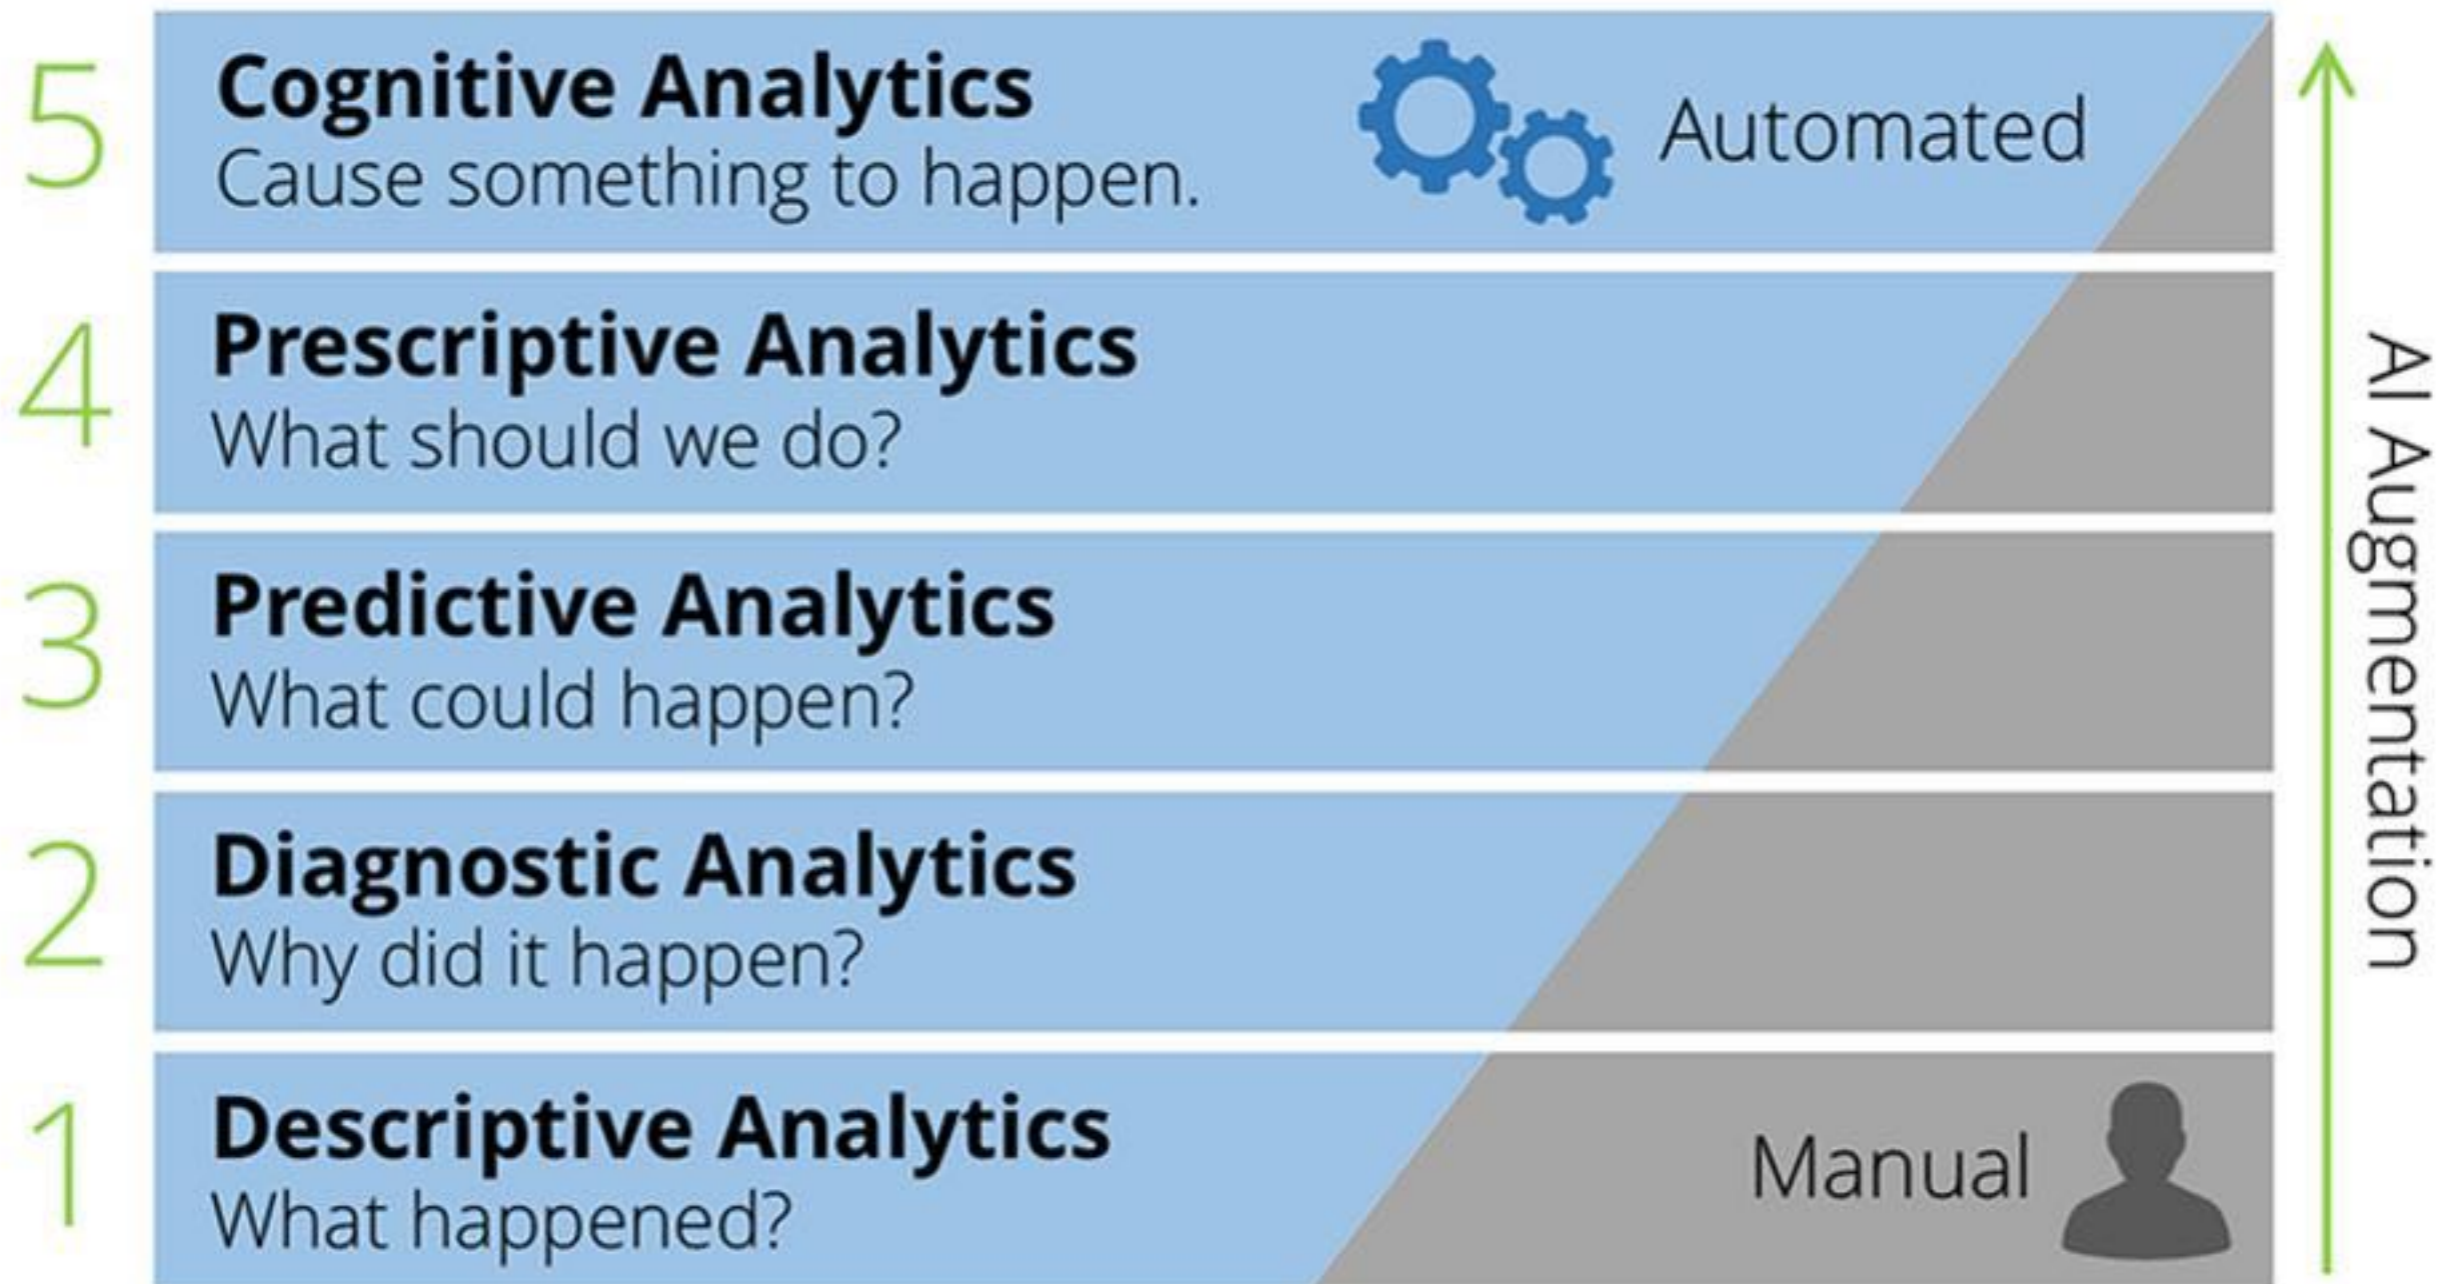 5
Cognitive Analytics
Cause something to happen.
Automated
4
Prescriptive Analytics
What should we do?
3
Predictive Analytics
What could happen?
2
Diagnostic Analytics
Why did it happen?
1
Descriptive Analytics
What happened?
Manual
AI Augmentation